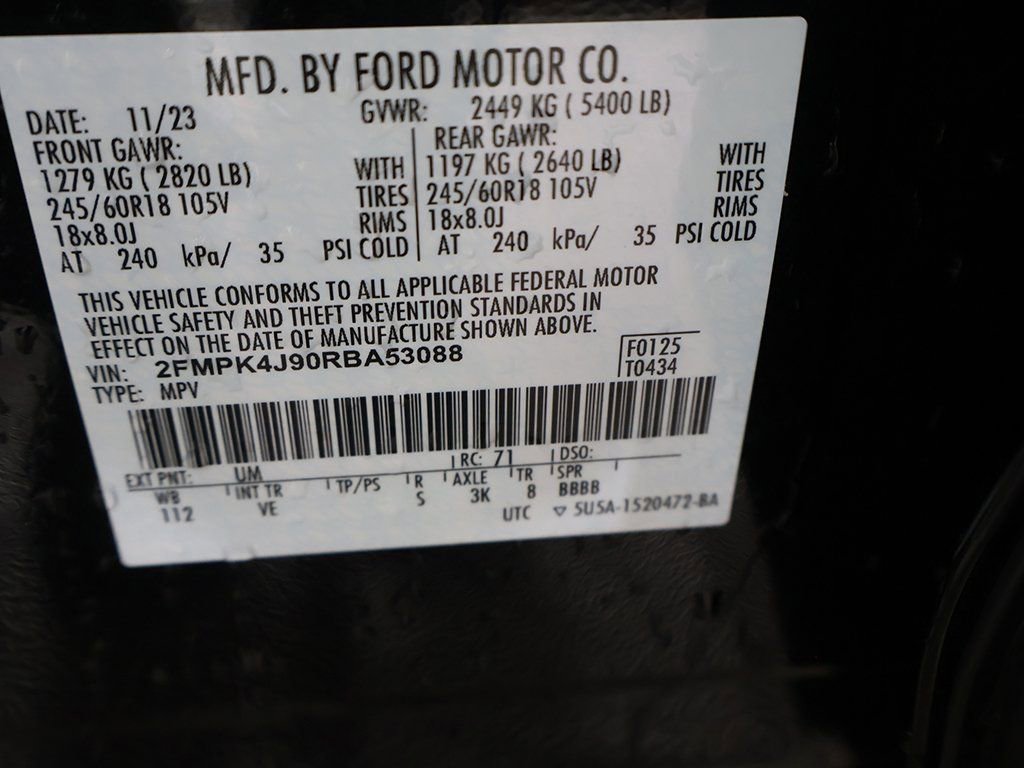 MFD. BY FORD MOTOR CO.
DATE: 11/23 GVWR: 2449 KG ( 5400 LB)
FRONT GAWR: REAR GAWR:
1279 KG ( 2820 LB) WITH 1197 KG ( 2640 LB) WITH
245/60R18 105V TIRES 245/60R18 105V TIRES
18x8.0J RIMS 18x8.0J RIMS
AT 240 kPa/ 35 PSI COLD AT 240 kPa/ 35 PSI COLD
THIS VEHICLE CONFORMS TO ALL APPLICABLE FEDERAL MOTOR
VEHICLE SAFETY AND THEFT PREVENTION STANDARDS IN
EFFECT ON THE DATE OF MANUFACTURE SHOWN ABOVE.
VIN: 2FMPK4J90RBA53088 F0125
TYPE: MPV T0434
EXT PNT: UM RC: 71 DSO:
WB INT TR TP/PS R AXLE TR SPR
112 VE S 3K 8 BBBB
UTC ▽ 5U5A-1520472-BA